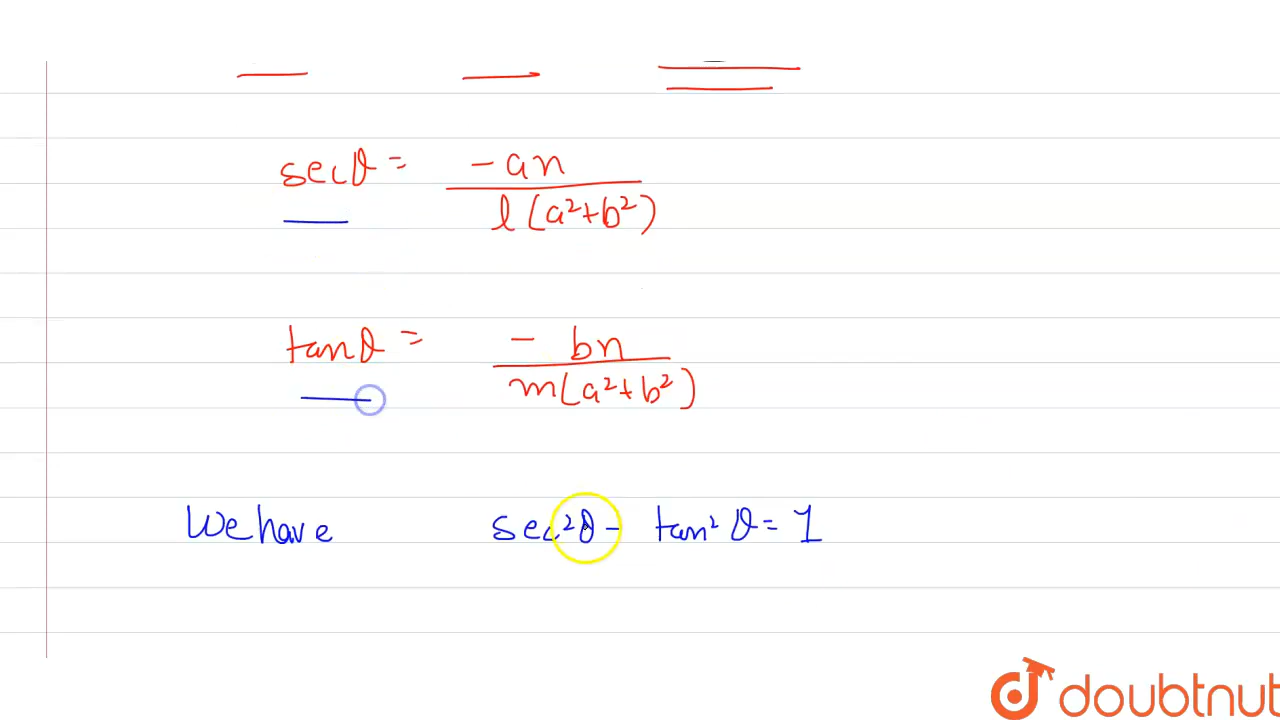 secθ = -an / l(a²+b²)
tanθ = - bn / m(a²+b²)
We have sec²θ - tan²θ = 1
doubtnut